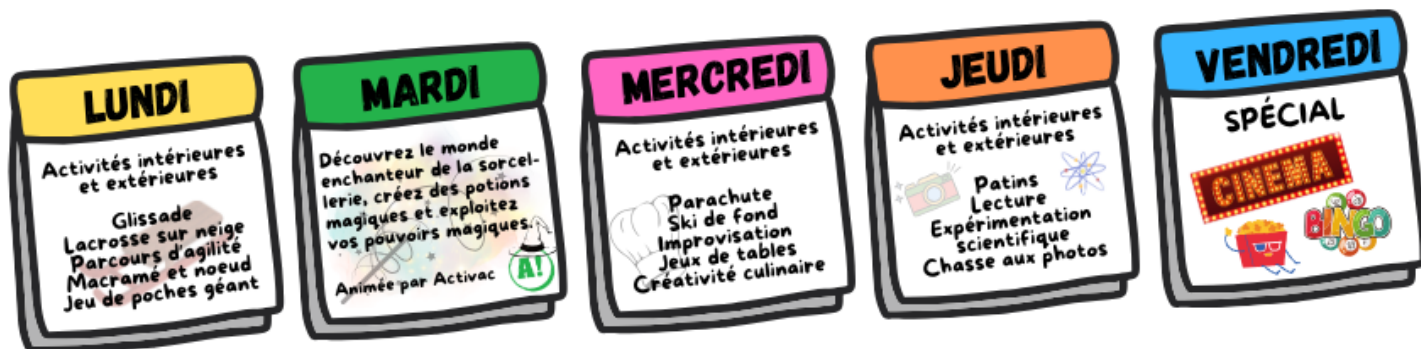 LUNDI
Activités intérieures
et extérieures
Glissade
Lacrosse sur neige
Parcours d'agilité
Macramé et noeud
Jeu de poches géant
MARDI
Découvrez le monde
enchanteur de la sorcel-
lerie, créez des potions
magiques et exploitez
vos pouvoirs magiques.
Animée par Activac
A!
MERCREDI
Activités intérieures
et extérieures
Parachute
Ski de fond
Improvisation
Jeux de tables
Créativité culinaire
JEUDI
Activités intérieures
et extérieures
Patins
Lecture
Expérimentation
scientifique
Chasse aux photos
VENDREDI
SPÉCIAL
CINEMA
BINGO